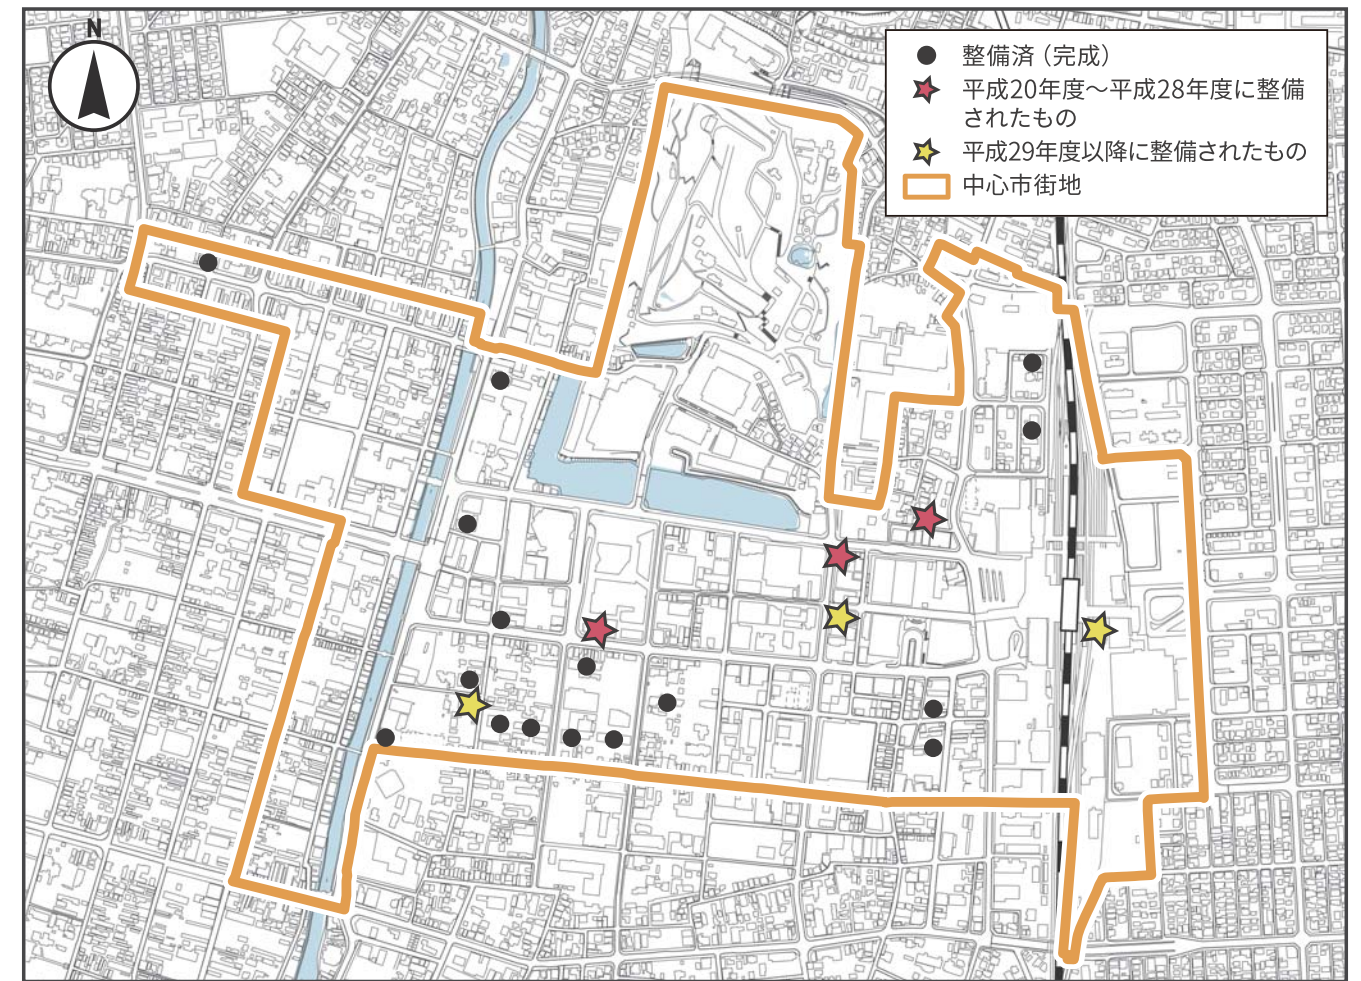 N
整備済（完成）
平成20年度～平成28年度に整備
されたもの
平成29年度以降に整備されたもの
中心市街地